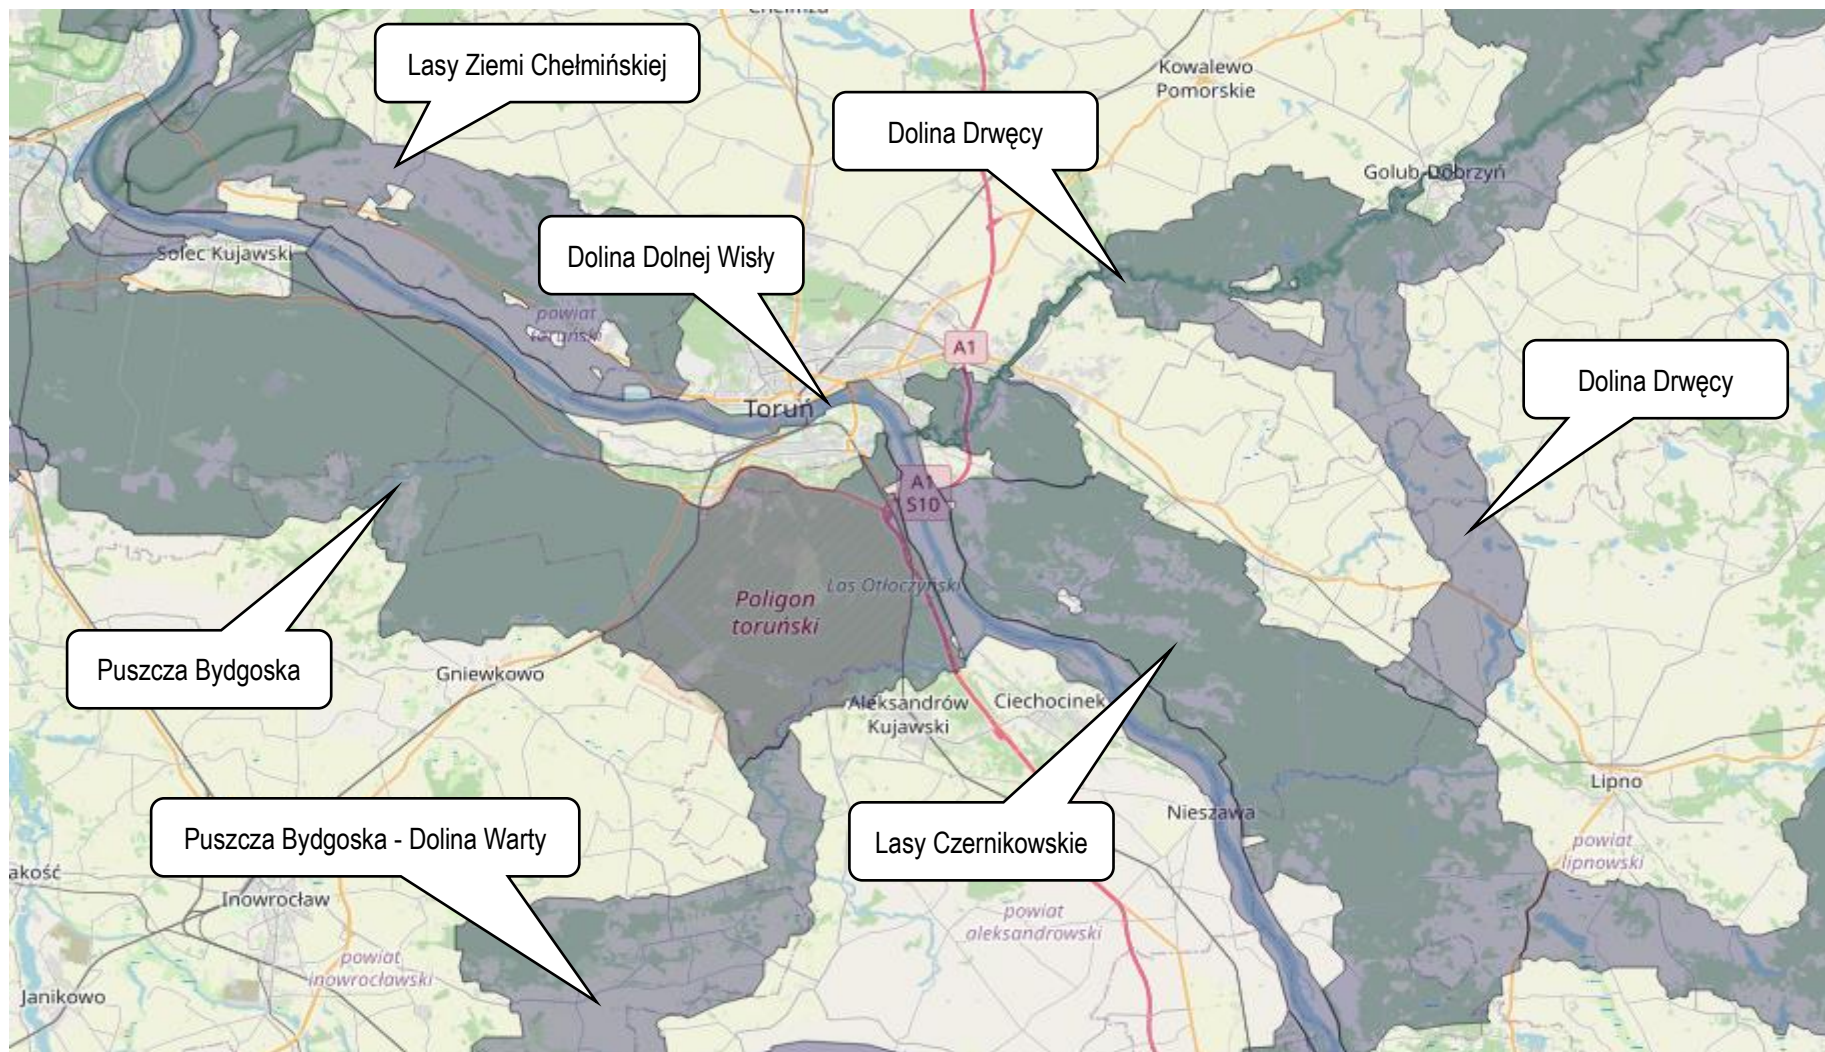 Chełmża
Lasy Ziemi Chełmińskiej
Kowalewo
Pomorskie
Dolina Drwęcy
Golub-Dobrzyń
Solec Kujawski
Dolina Dolnej Wisły
powiat
toruński
A1
Dolina Drwęcy
Toruń
A1
S10
Las Otłoczyński
Poligon
toruński
Puszcza Bydgoska
Gniewkowo
Aleksandrów
Kujawski
Ciechocinek
Lipno
Nieszawa
Puszcza Bydgoska - Dolina Warty
Lasy Czernikowskie
powiat
lipnowski
akość
Inowrocław
powiat
aleksandrowski
powiat
inowrocławski
Janikowo